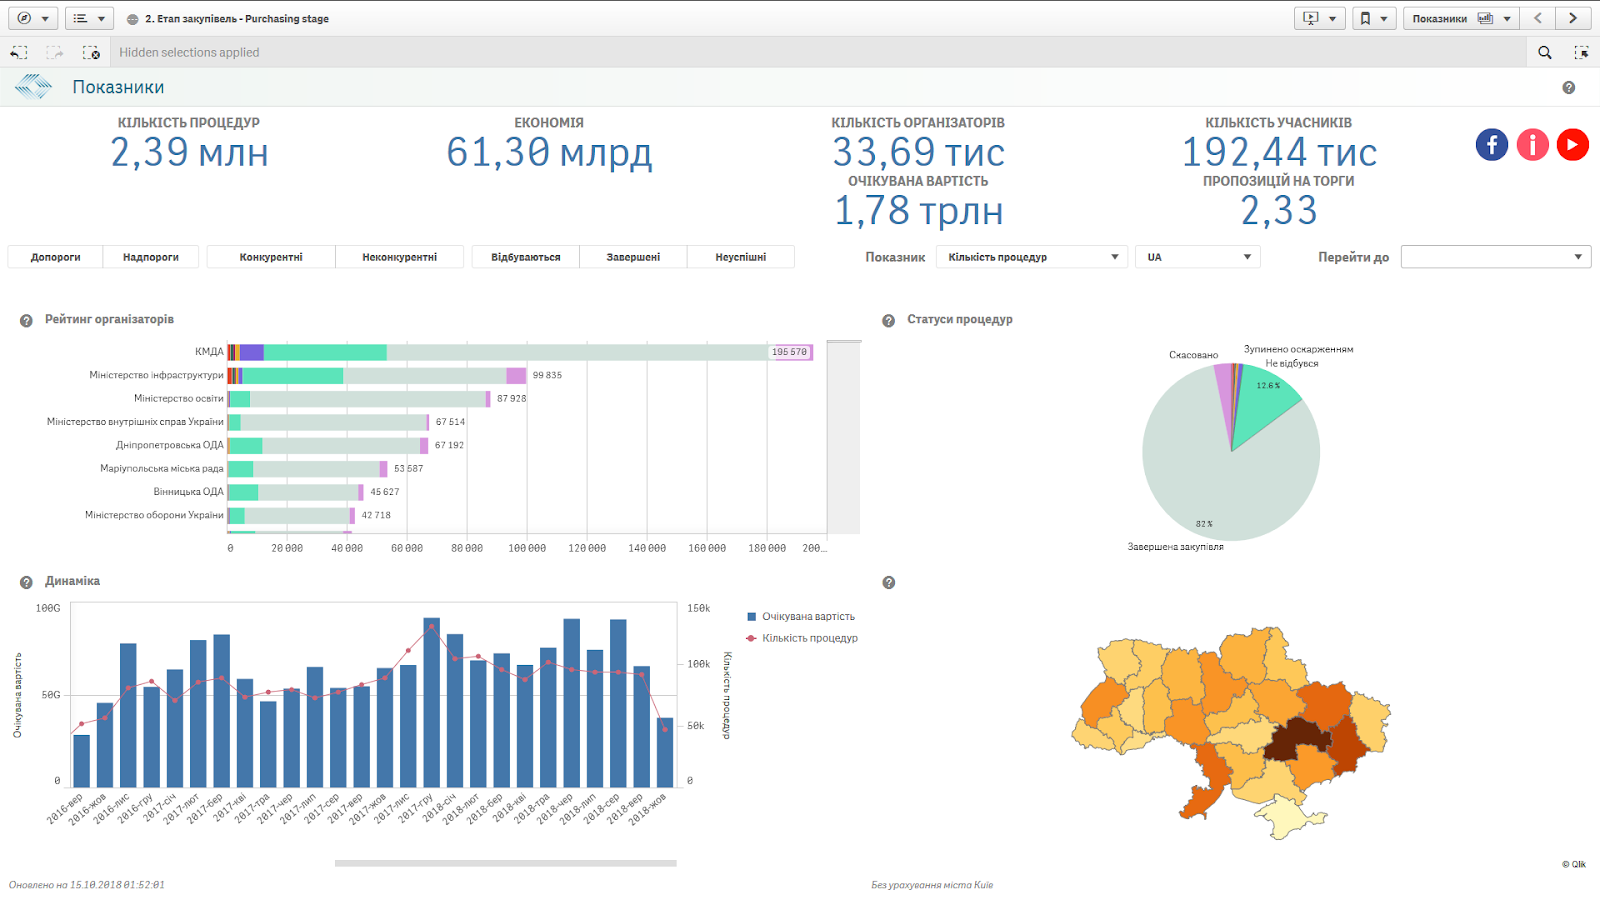 2. Етап закупівель - Purchasing stage
Показники
Hidden selections applied
Показники
КІЛЬКІСТЬ ПРОЦЕДУР
2,39 млн
ЕКОНОМІЯ
61,30 млрд
КІЛЬКІСТЬ ОРГАНІЗАТОРІВ
33,69 тис
ОЧІКУВАНА ВАРТІСТЬ
1,78 трлн
КІЛЬКІСТЬ УЧАСНИКІВ
192,44 тис
ПРОПОЗИЦІЙ НА ТОРГИ
2,33
Допороги Надпороги Конкурентні Неконкурентні Відбуваються Завершені Неуспішні
Показник Кількість процедур UA Перейти до
Рейтинг організаторів
КМДА 195 570
Міністерство інфраструктури 99 835
Міністерство освіти 87 928
Міністерство внутрішніх справ України 67 514
Дніпропетровська ОДА 67 192
Маріупольська міська рада 53 587
Вінницька ОДА 45 627
Міністерство оборони України 42 718
0 20 000 40 000 60 000 80 000 100 000 120 000 140 000 160 000 180 000 200...
Статуси процедур
Скасовано
Зупинено оскарженням
Не відбувся
12.6 %
82 %
Завершена закупівля
Динаміка
Очікувана вартість
100G
50G
0
150k
100k
50k
0
Кількість процедур
Очікувана вартість
Кількість процедур
2016-вер 2016-жов 2016-лис 2016-гру 2017-січ 2017-лют 2017-бер 2017-кві 2017-тра 2017-чер 2017-лип 2017-сер 2017-вер 2017-жов 2017-лис 2017-гру 2018-січ 2018-лют 2018-бер 2018-кві 2018-тра 2018-чер 2018-лип 2018-сер 2018-вер 2018-жов
© Qlik
Оновлено на 15.10.2018 01:52:01
Без урахування міста Київ